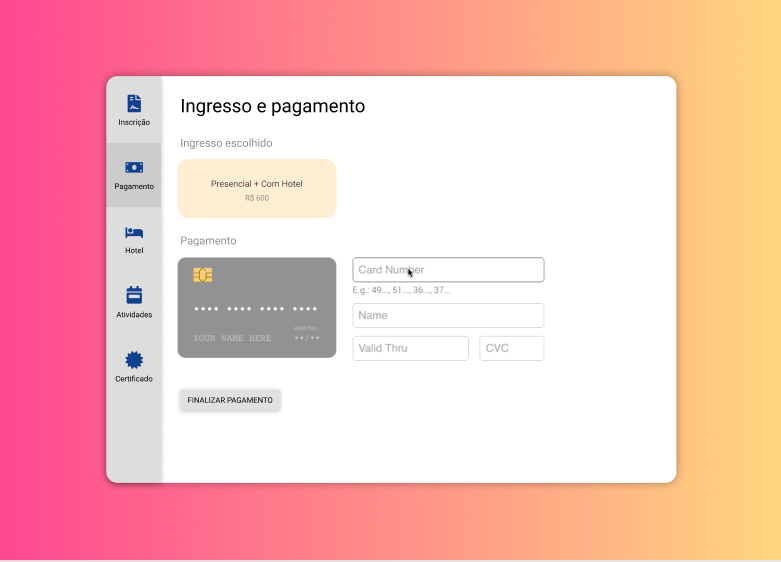 Inscrição
Pagamento
Hotel
Atividades
Certificado
Ingresso e pagamento
Ingresso escolhido
Presencial + Com Hotel
R$ 600
Pagamento
•••• •••• •••• ••••
valid thru
YOUR NAME HERE ••/••
Card Number
E.g.: 49..., 51..., 36..., 37...
Name
Valid Thru CVC
FINALIZAR PAGAMENTO